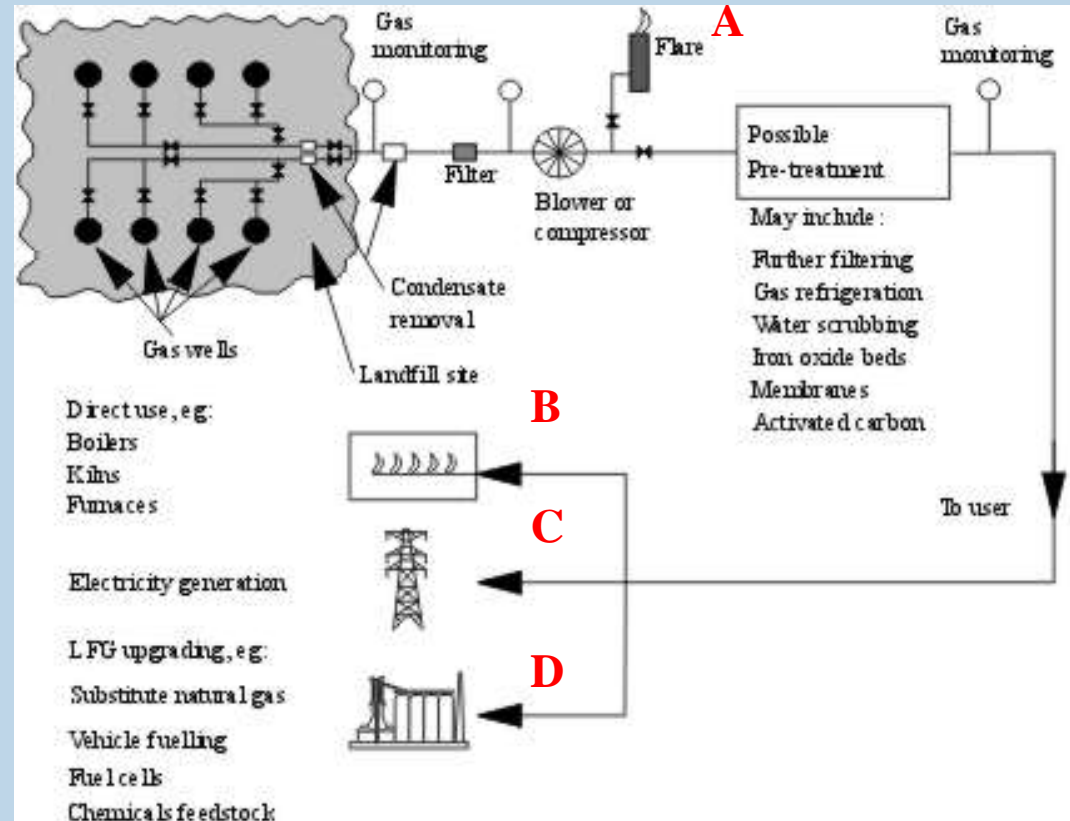 Gas
monitoring
A
Flare
Gas
monitoring
Filter
Blower or
compressor
Possible
Pre-treatment
May include :
Further filtering
Gas refrigeration
Water scrubbing
Iron oxide beds
Membranes
Activated carbon
Condensate
removal
Gas wells
Landfill site
To user
B
Direct use, eg:
Boilers
Kilns
Furnaces
C
Electricity generation
D
LFG upgrading, eg:
Substitute natural gas
Vehicle fuelling
Fuel cells
Chemicals feedstock